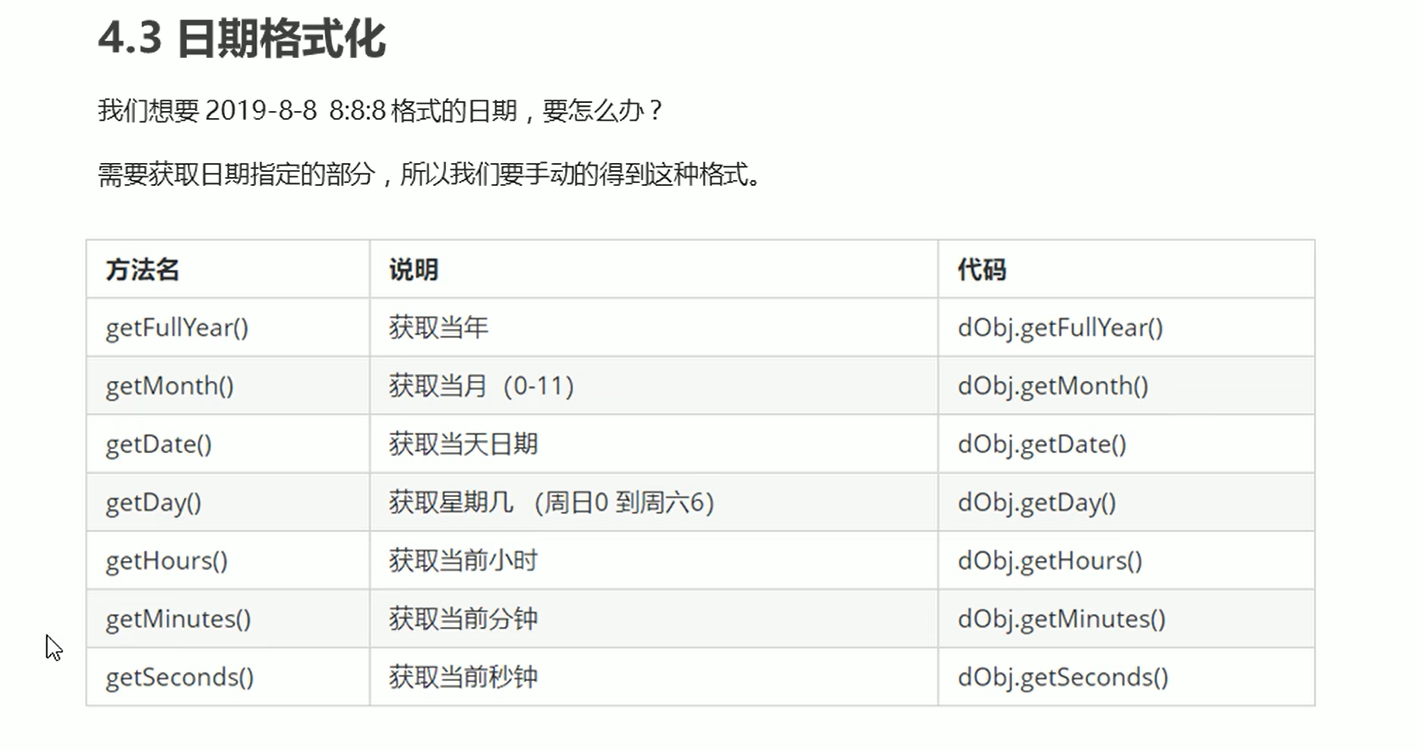 4.3 日期格式化
我们想要 2019-8-8 8:8:8 格式的日期，要怎么办？
需要获取日期指定的部分，所以我们要手动的得到这种格式。
方法名 说明 代码
getFullYear() 获取当年 dObj.getFullYear()
getMonth() 获取当月（0-11） dObj.getMonth()
getDate() 获取当天日期 dObj.getDate()
getDay() 获取星期几 （周日0 到周六6） dObj.getDay()
getHours() 获取当前小时 dObj.getHours()
getMinutes() 获取当前分钟 dObj.getMinutes()
getSeconds() 获取当前秒钟 dObj.getSeconds()